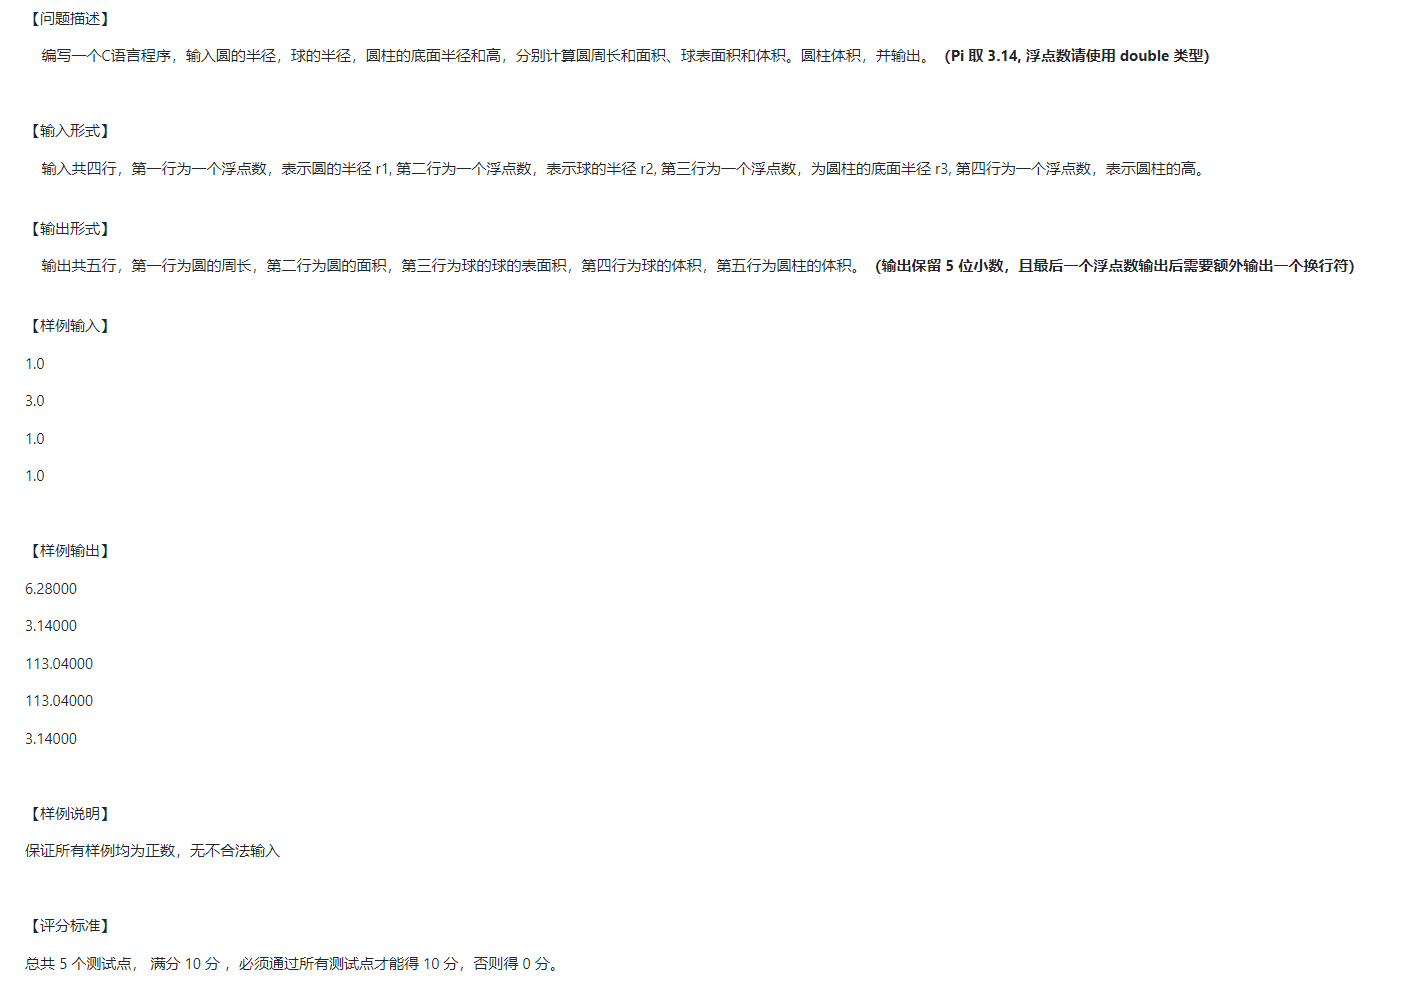 【问题描述】
编写一个C语言程序，输入圆的半径，球的半径，圆柱的底面半径和高，分别计算圆周长和面积、球表面积和体积。圆柱体积，并输出。（Pi 取 3.14, 浮点数请使用 double 类型）
【输入形式】
输入共四行，第一行为一个浮点数，表示圆的半径 r1, 第二行为一个浮点数，表示球的半径 r2, 第三行为一个浮点数，为圆柱的底面半径 r3, 第四行为一个浮点数，表示圆柱的高。
【输出形式】
输出共五行，第一行为圆的周长，第二行为圆的面积，第三行为球的球的表面积，第四行为球的体积，第五行为圆柱的体积。（输出保留 5 位小数，且最后一个浮点数输出后需要额外输出一个换行符）
【样例输入】
1.0
3.0
1.0
1.0
【样例输出】
6.28000
3.14000
113.04000
113.04000
3.14000
【样例说明】
保证所有样例均为正数，无不合法输入
【评分标准】
总共 5 个测试点， 满分 10 分 ，必须通过所有测试点才能得 10 分，否则得 0 分。